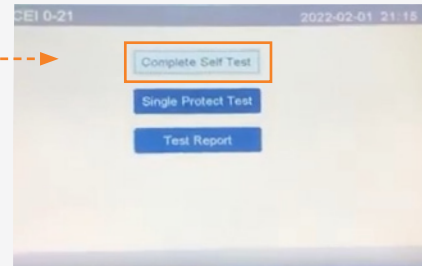 CEI 0-21 2022-02-01 21:15
Complete Self Test
Single Protect Test
Test Report